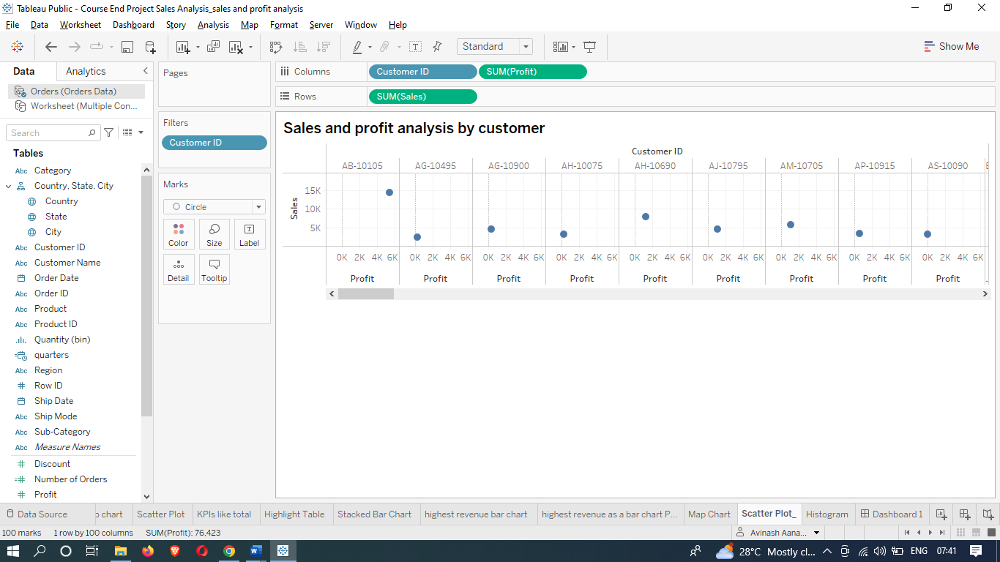 Tableau Public - Course End Project Sales Analysis_sales and profit analysis
File Data Worksheet Dashboard Story Analysis Map Format Server Window Help
Standard
Show Me
Data Analytics
Orders (Orders Data)
Worksheet (Multiple Con...
Search
Tables
Abc Category
Country, State, City
Country
State
City
Abc Customer ID
Abc Customer Name
Order Date
Abc Order ID
Abc Product
Abc Product ID
Quantity (bin)
quarters
Abc Region
Row ID
Ship Date
Abc Ship Mode
Abc Sub-Category
Abc Measure Names
Discount
Number of Orders
Profit
Pages
Filters
Customer ID
Marks
Circle
Color Size Label
Detail Tooltip
Columns Customer ID SUM(Profit)
Rows SUM(Sales)
Sales and profit analysis by customer
Customer ID
AB-10105 AG-10495 AG-10900 AH-10075 AH-10690 AJ-10795 AM-10705 AP-10915 AS-10090
Sales
15K
10K
5K
0K 2K 4K 6K 0K 2K 4K 6K 0K 2K 4K 6K 0K 2K 4K 6K 0K 2K 4K 6K 0K 2K 4K 6K 0K 2K 4K 6K 0K 2K 4K 6K 0K 2K 4K 6K
Profit Profit Profit Profit Profit Profit Profit Profit Profit
Data Source chart Scatter Plot KPIs like total Highlight Table Stacked Bar Chart highest revenue bar chart highest revenue as a bar chart P... Map Chart Scatter Plot_ Histogram Dashboard 1
100 marks 1 row by 100 columns SUM(Profit): 76,423 Avinash Aana...
28°C Mostly cl... ENG 07:41